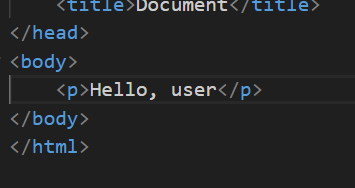 <title>Document</title>
</head>
<body>
<p>Hello, user</p>
</body>
</html>